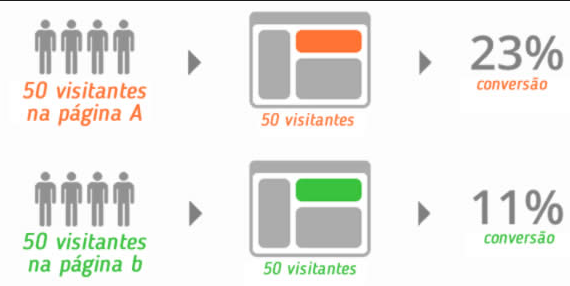 50 visitantes
na página A
50 visitantes
23%
conversão
50 visitantes
na página b
50 visitantes
11%
conversão